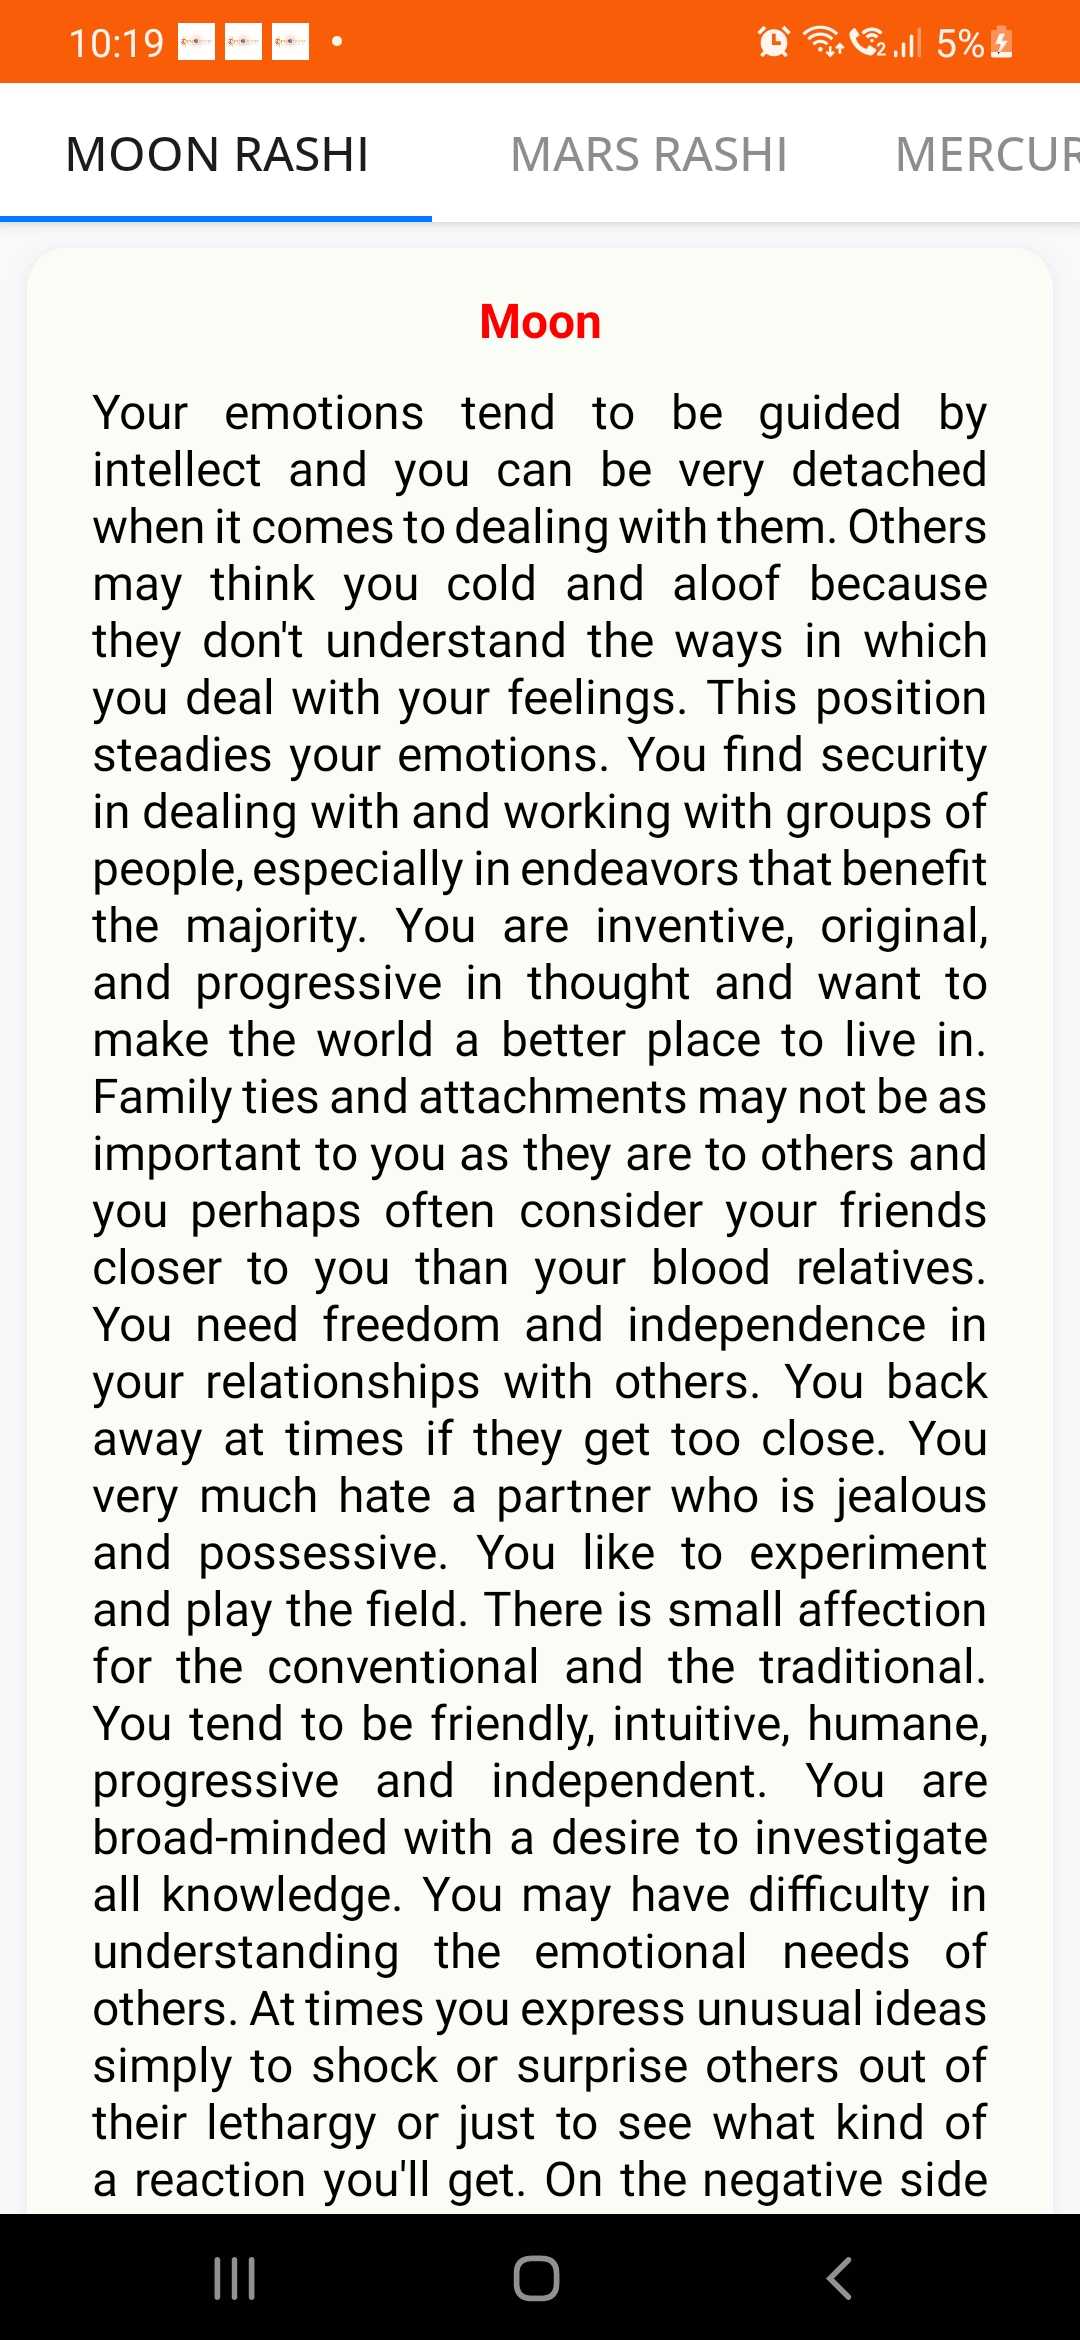 10:19
2
5%
MOON RASHI
MARS RASHI
MERCUR
Moon
Your emotions tend to be guided by
intellect and you can be very detached
when it comes to dealing with them. Others
may think you cold and aloof because
they don't understand the ways in which
you deal with your feelings. This position
steadies your emotions. You find security
in dealing with and working with groups of
people, especially in endeavors that benefit
the majority. You are inventive, original,
and progressive in thought and want to
make the world a better place to live in.
Family ties and attachments may not be as
important to you as they are to others and
you perhaps often consider your friends
closer to you than your blood relatives.
You need freedom and independence in
your relationships with others. You back
away at times if they get too close. You
very much hate a partner who is jealous
and possessive. You like to experiment
and play the field. There is small affection
for the conventional and the traditional.
You tend to be friendly, intuitive, humane,
progressive and independent. You are
broad-minded with a desire to investigate
all knowledge. You may have difficulty in
understanding the emotional needs of
others. At times you express unusual ideas
simply to shock or surprise others out of
their lethargy or just to see what kind of
a reaction you'll get. On the negative side